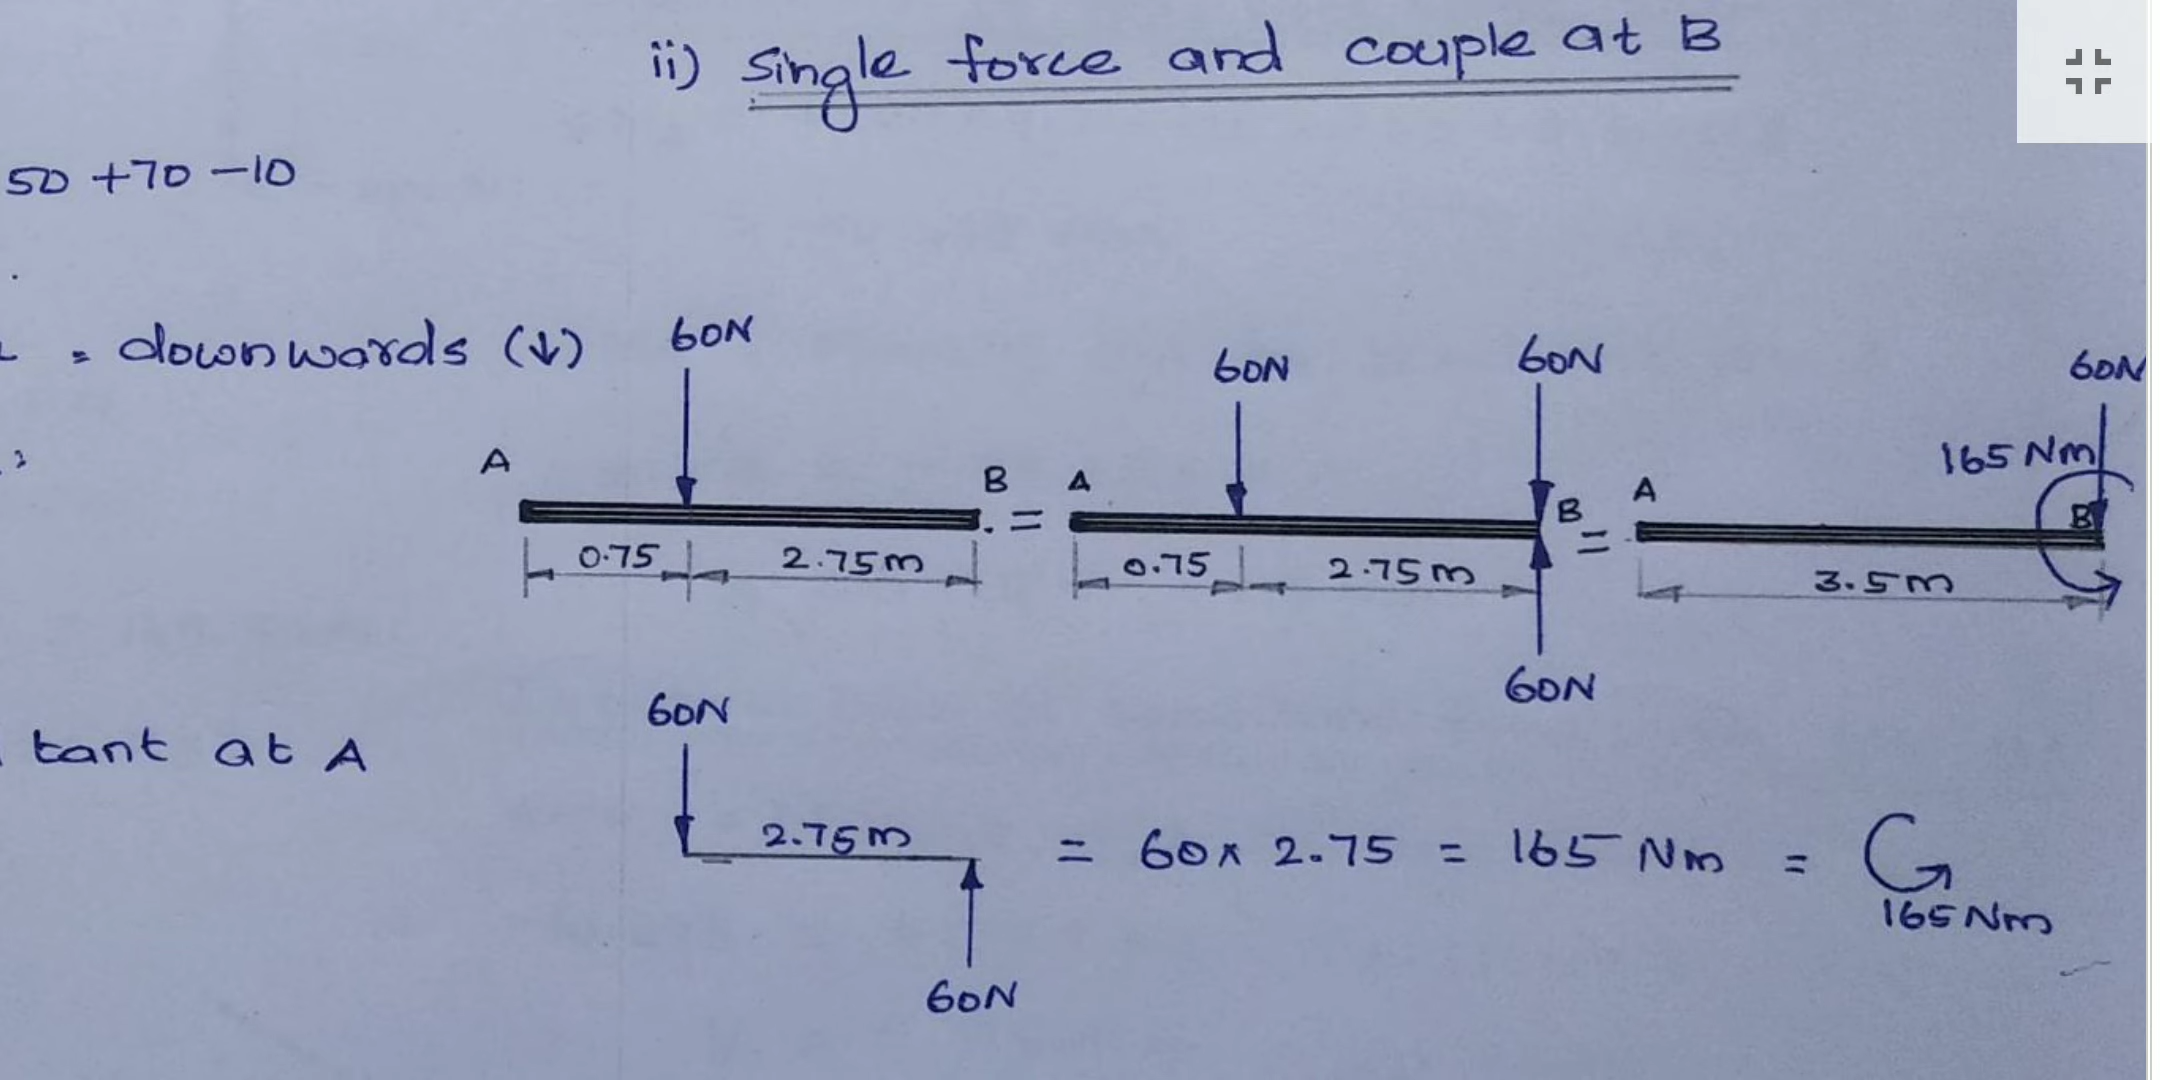 ii) Single force and couple at B
50 +70 -10
= downwards (↓)
60N
60N
60N
60N
165 Nm
A
B
=
A
B
=
A
B
0.75
2.75m
0.75
2.75m
3.5m
60N
60N
tant at A
2.75m
= 60 x 2.75 = 165 Nm =
165 Nm
60N